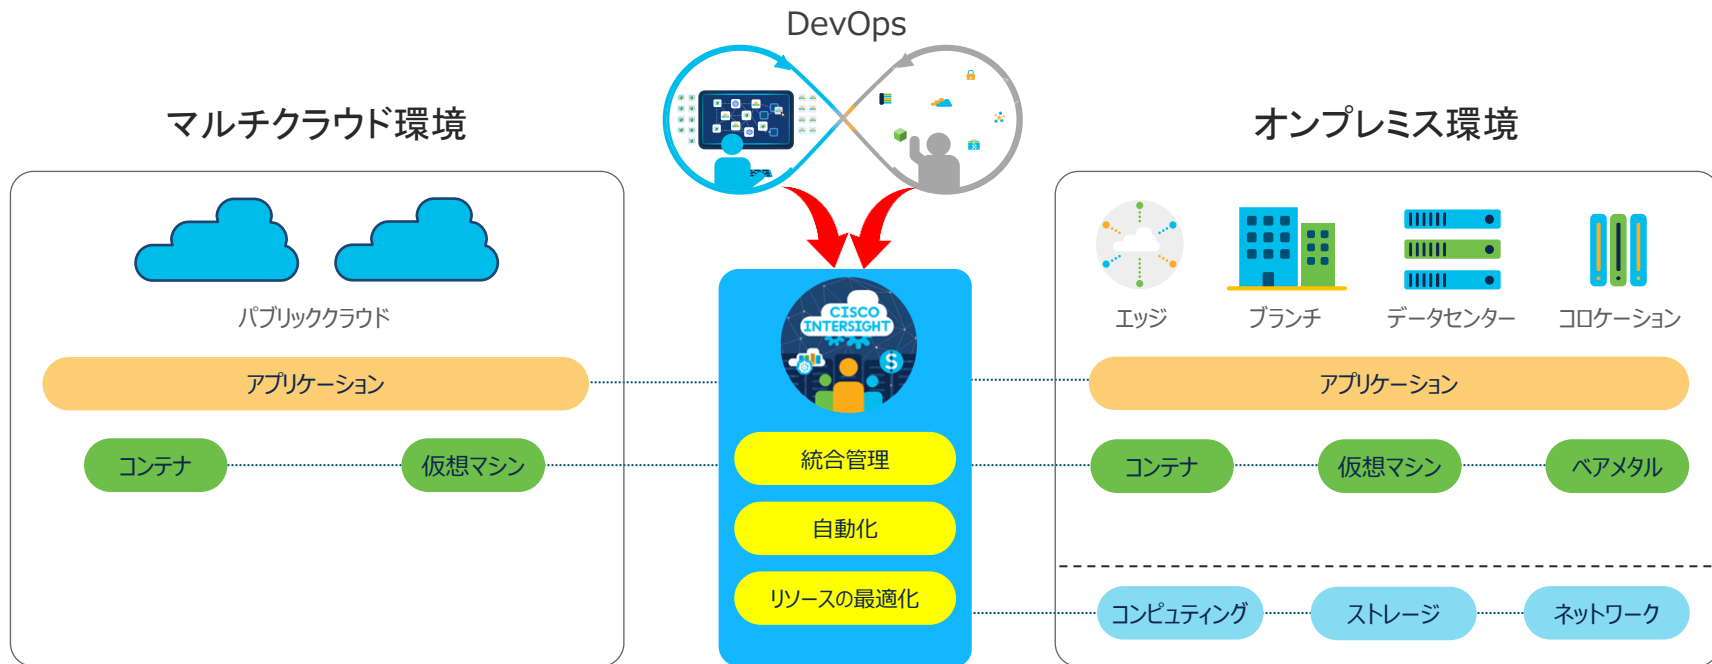 DevOps
マルチクラウド環境
オンプレミス環境
パブリッククラウド
アプリケーション
コンテナ
仮想マシン
CISCO
INTERSIGHT
$
統合管理
自動化
リソースの最適化
エッジ
ブランチ
データセンター
コロケーション
アプリケーション
コンテナ
仮想マシン
ベアメタル
コンピュティング
ストレージ
ネットワーク